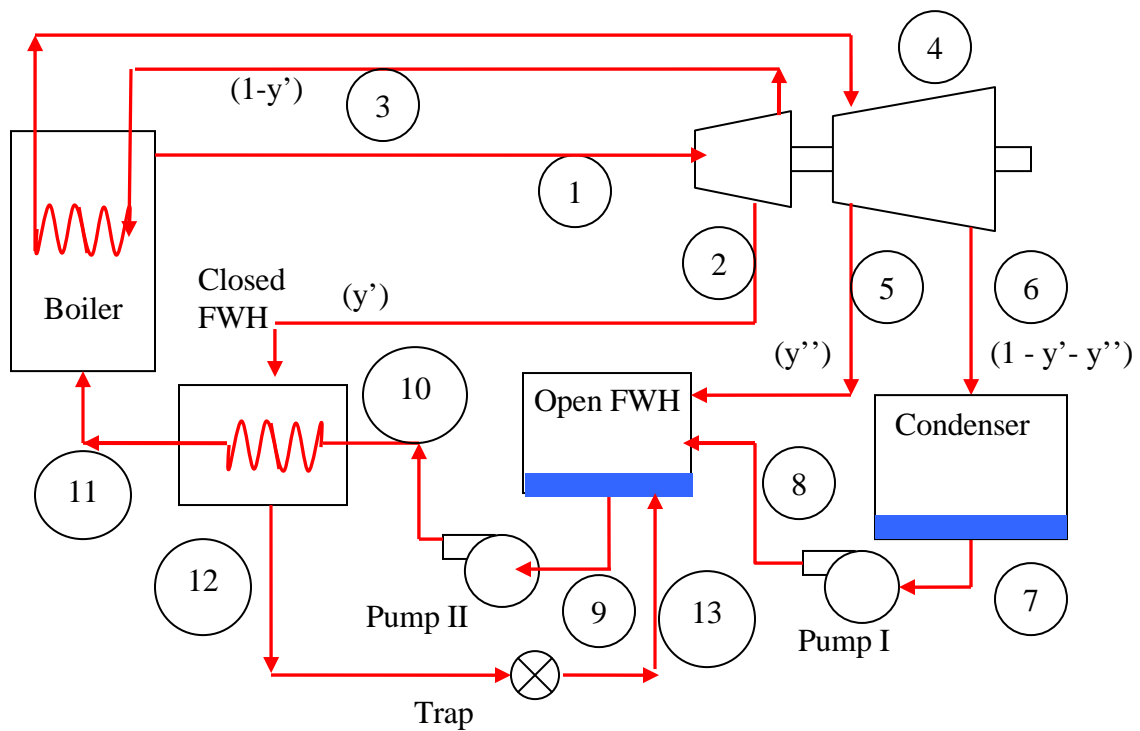 4
(1-y')
3
1
2
Closed
FWH
(y')
5
6
Boiler
(y'')
(1 - y'- y'')
10
Open FWH
Condenser
8
11
12
9
13
7
Pump II
Pump I
Trap